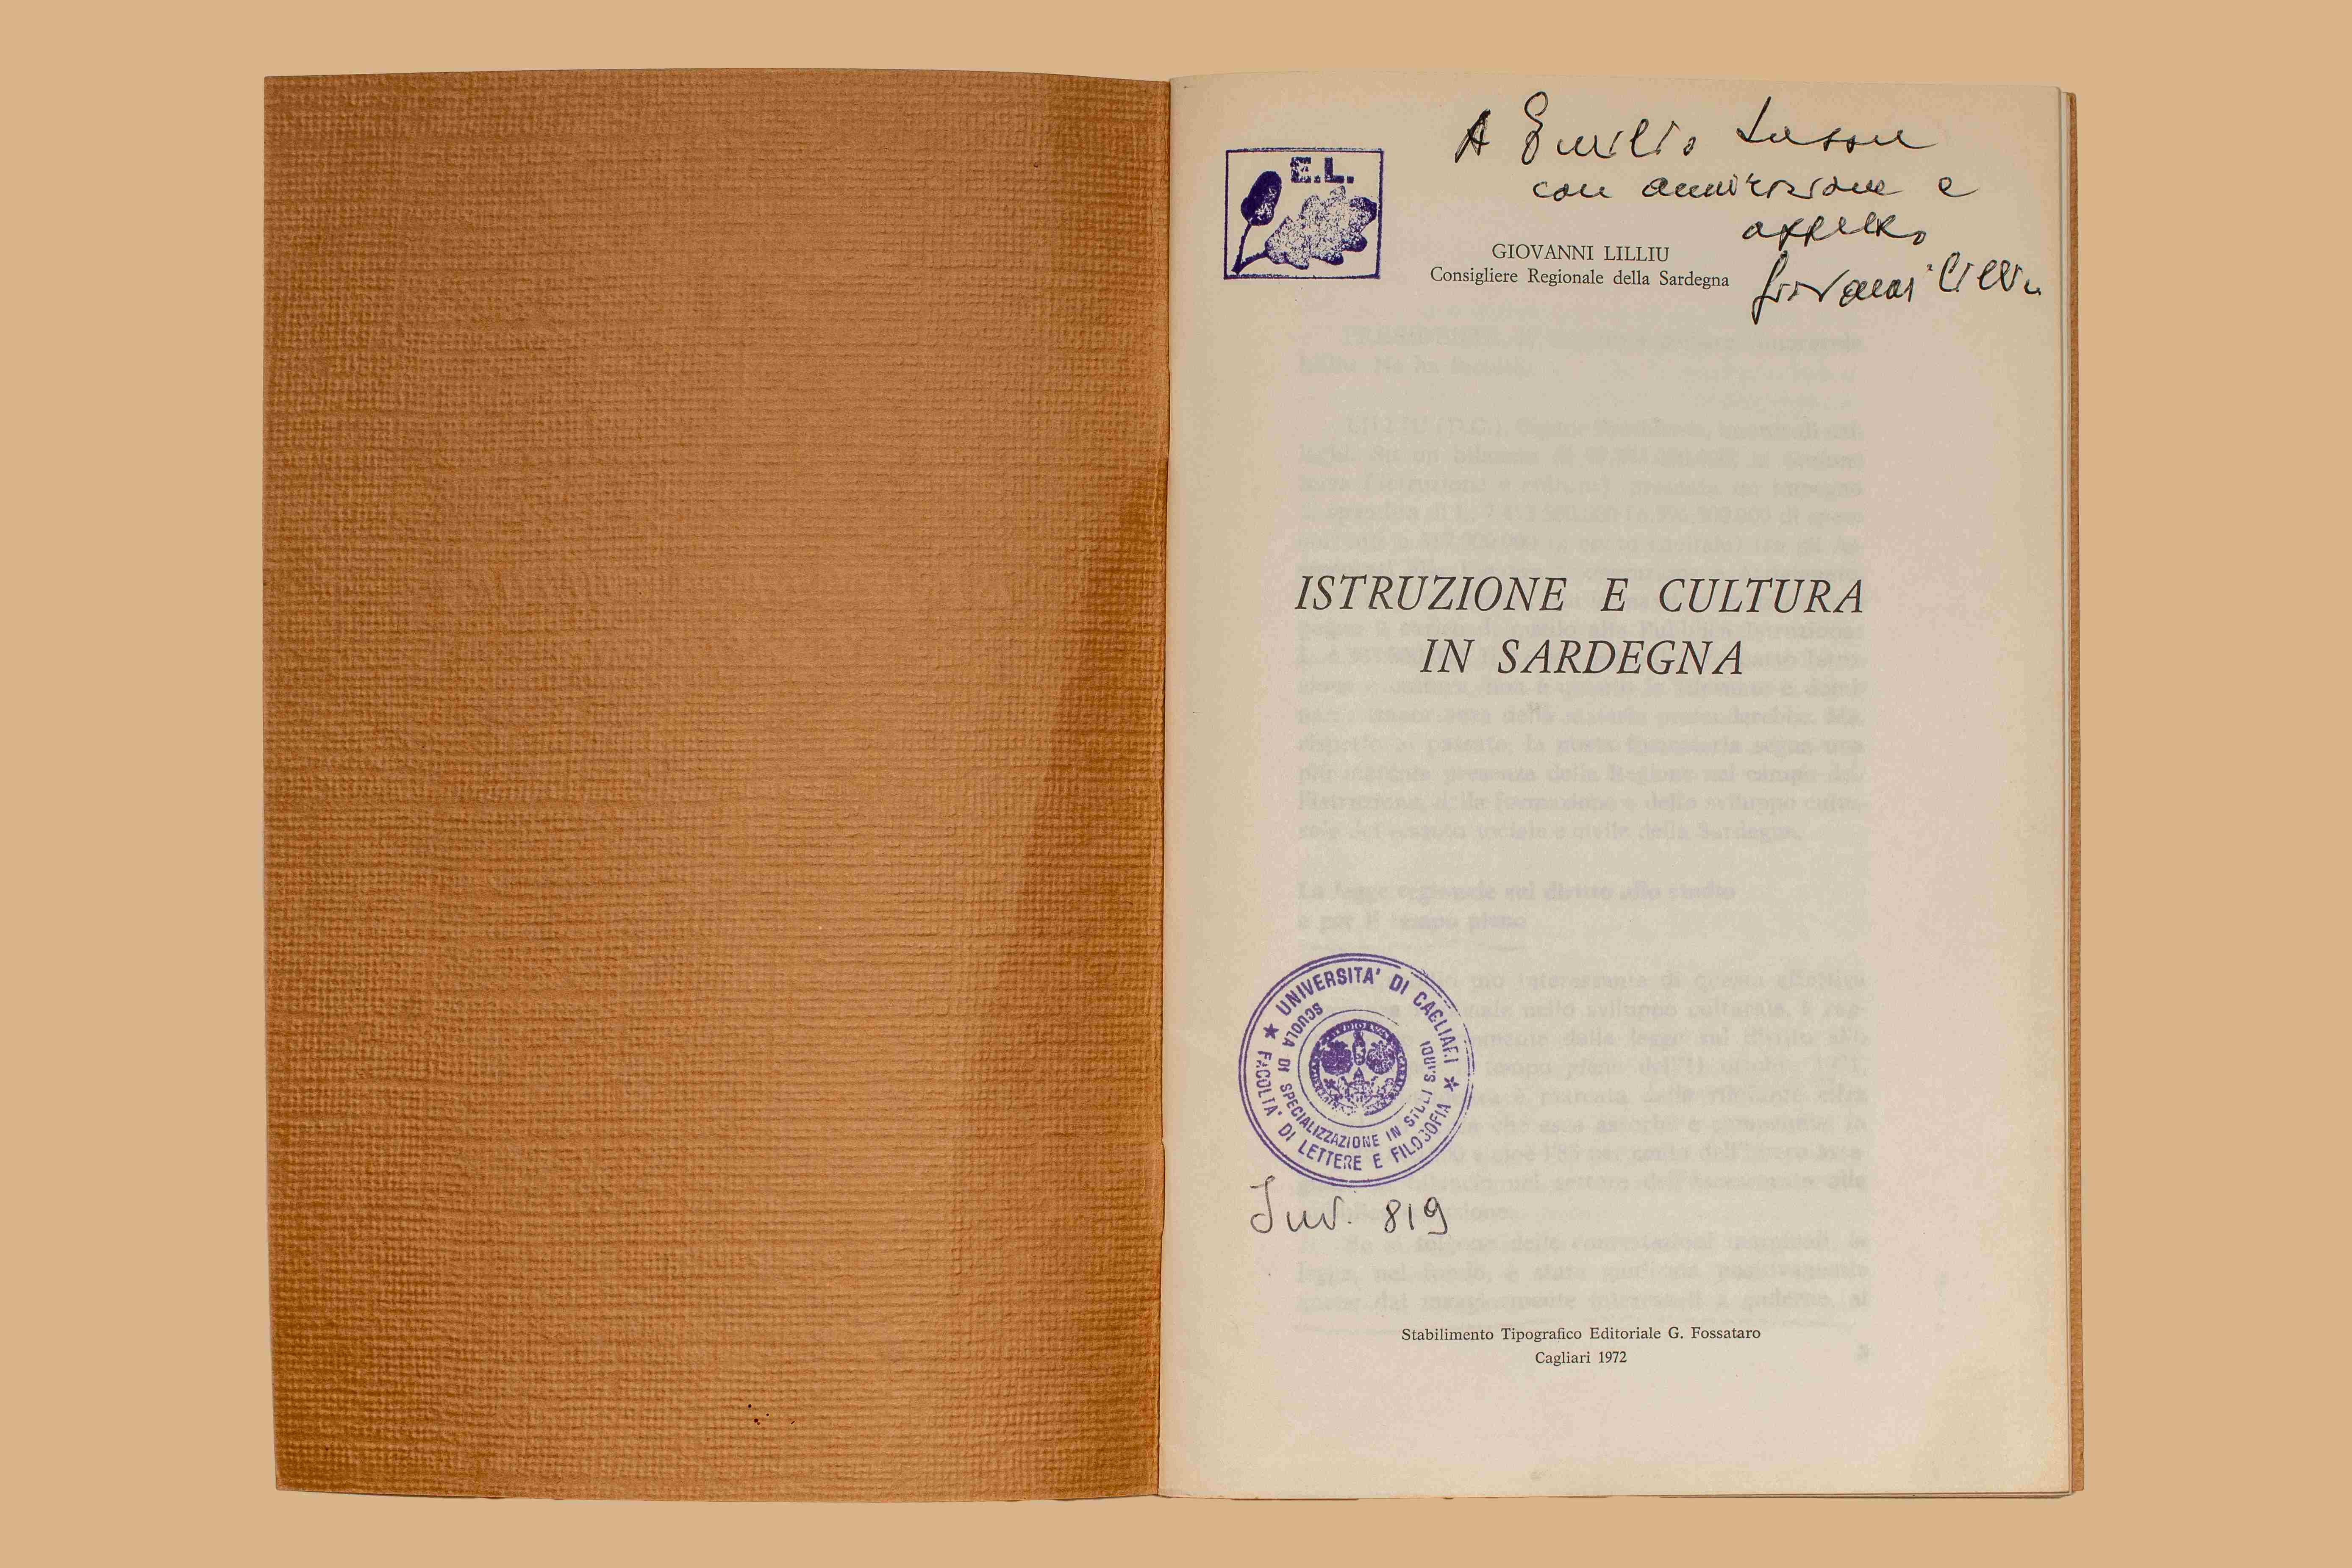 E.L.
A Emilio Lussu
con ammirazione e
affetto
Giovanni Lilliu
GIOVANNI LILLIU
Consigliere Regionale della Sardegna
ISTRUZIONE E CULTURA
IN SARDEGNA
★ UNIVERSITA' DI CAGLIARI ★
FACOLTA' DI LETTERE E FILOSOFIA
SCUOLA DI SPECIALIZZAZIONE IN STUDI SARDI
Inv. 819
Stabilimento Tipografico Editoriale G. Fossataro
Cagliari 1972